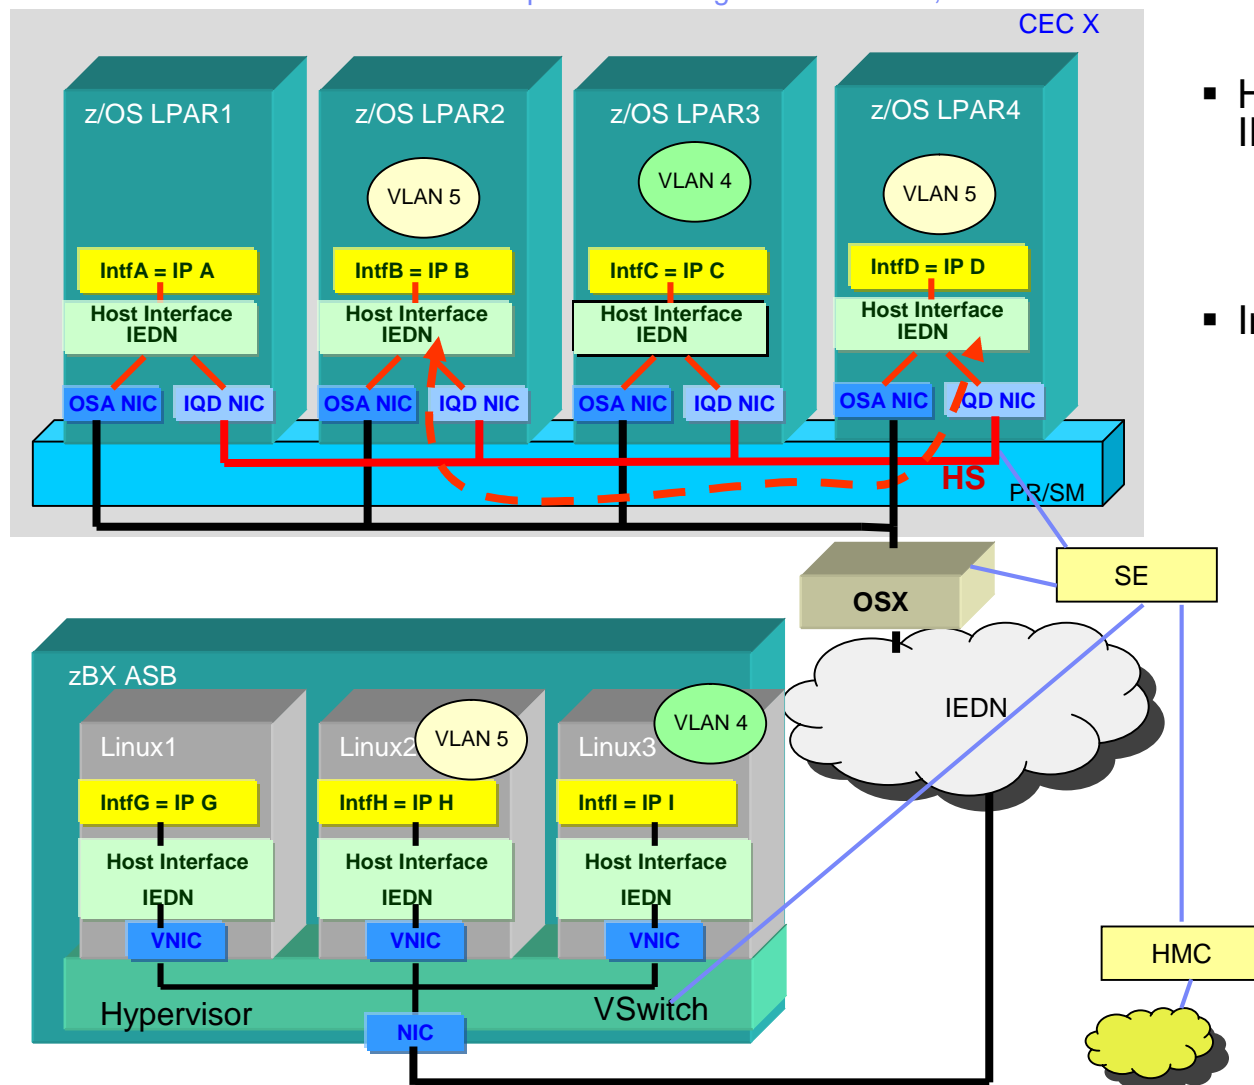 CEC X
z/OS LPAR1
z/OS LPAR2
z/OS LPAR3
z/OS LPAR4
VLAN 5
VLAN 4
VLAN 5
IntfA = IP A
IntfB = IP B
IntfC = IP C
IntfD = IP D
Host Interface
IEDN
Host Interface
IEDN
Host Interface
IEDN
Host Interface
IEDN
OSA NIC
IQD NIC
OSA NIC
IQD NIC
OSA NIC
IQD NIC
OSA NIC
IQD NIC
HS
PR/SM
OSX
SE
IEDN
HMC
zBX ASB
Linux1
Linux2
Linux3
VLAN 5
VLAN 4
IntfG = IP G
IntfH = IP H
IntfI = IP I
Host Interface
IEDN
Host Interface
IEDN
Host Interface
IEDN
VNIC
VNIC
VNIC
Hypervisor
VSwitch
NIC